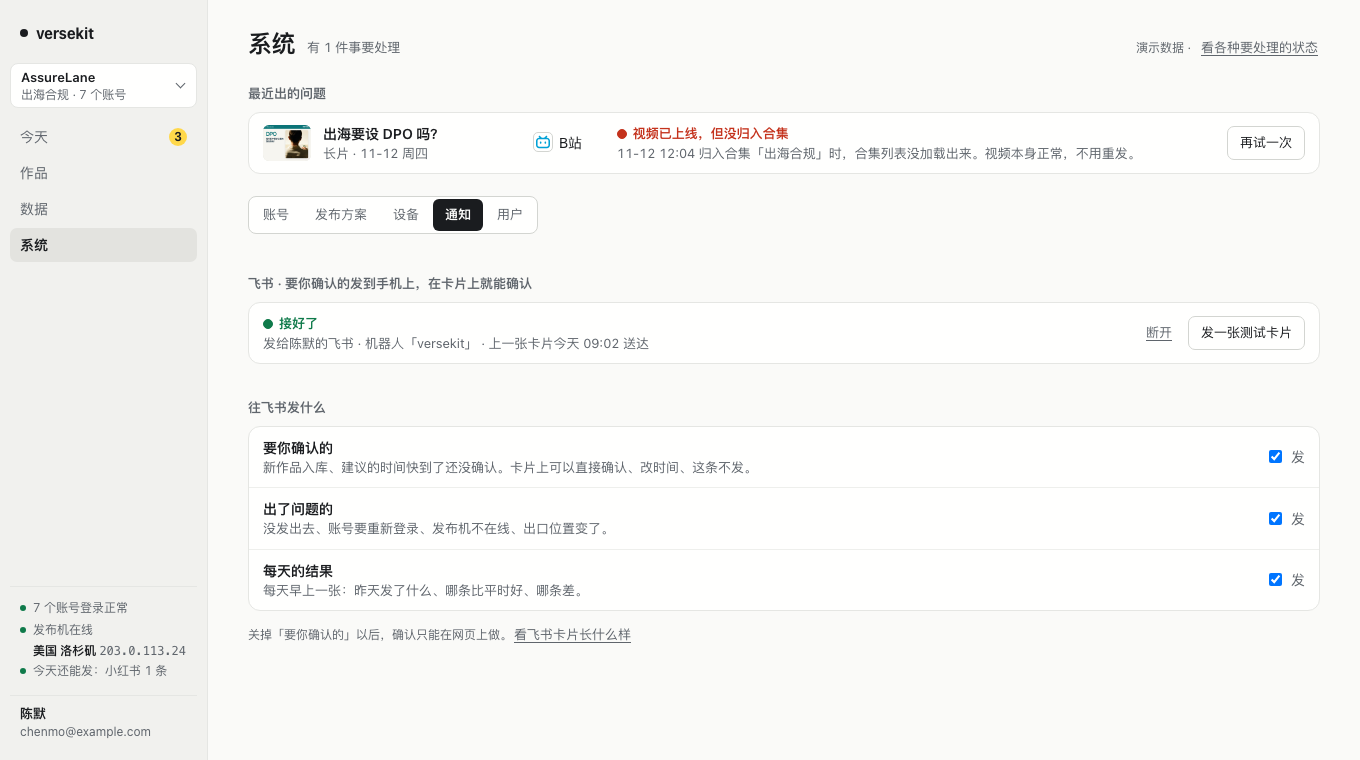 versekit
AssureLane
出海合规 · 7 个账号
今天 3
作品
数据
系统
7 个账号登录正常
发布机在线
美国 洛杉矶 203.0.113.24
今天还能发：小红书 1 条
陈默
chenmo@example.com
系统 有 1 件事要处理
演示数据 · 看各种要处理的状态
最近出的问题
DPO
出海要设 DPO 吗?
长片 · 11-12 周四
B站
视频已上线，但没归入合集
11-12 12:04 归入合集「出海合规」时，合集列表没加载出来。视频本身正常，不用重发。
再试一次
账号 发布方案 设备 通知 用户
飞书 · 要你确认的发到手机上，在卡片上就能确认
接好了
发给陈默的飞书 · 机器人「versekit」 · 上一张卡片今天 09:02 送达
断开 发一张测试卡片
往飞书发什么
要你确认的
新作品入库、建议的时间快到了还没确认。卡片上可以直接确认、改时间、这条不发。
发
出了问题的
没发出去、账号要重新登录、发布机不在线、出口位置变了。
发
每天的结果
每天早上一张：昨天发了什么、哪条比平时好、哪条差。
发
关掉「要你确认的」以后，确认只能在网页上做。看飞书卡片长什么样